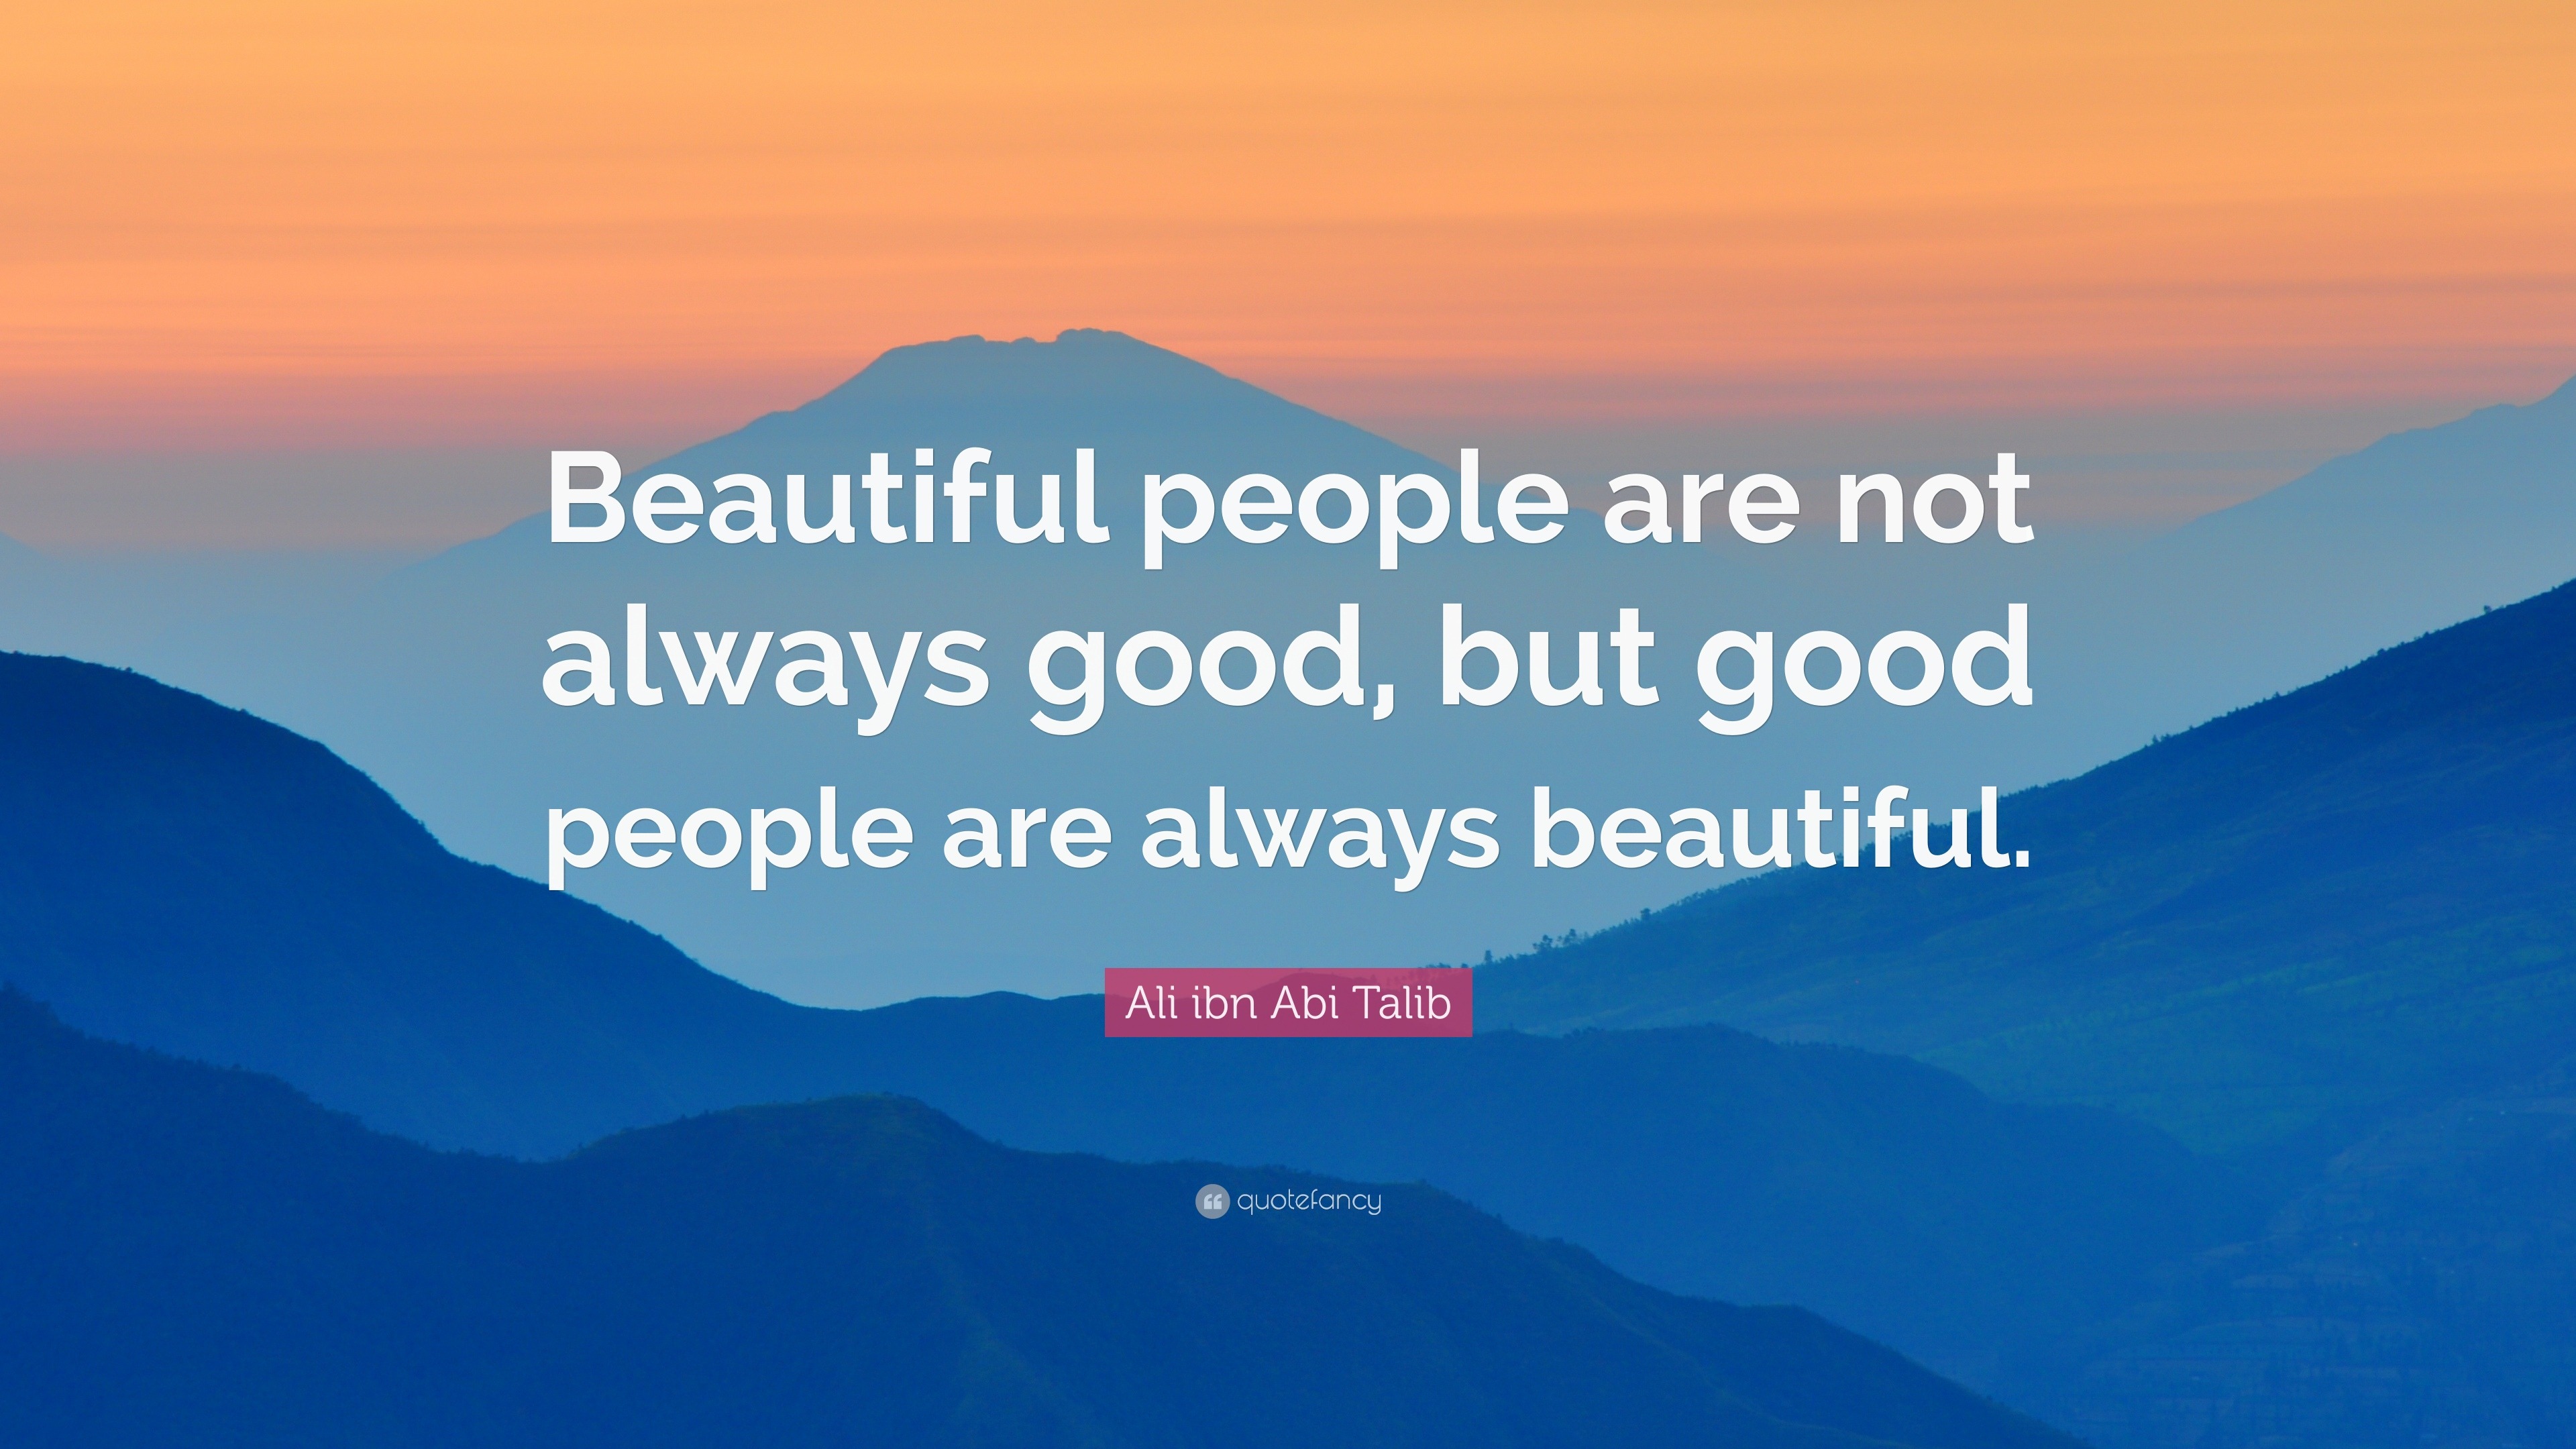 Beautiful people are not
always good, but good
people are always beautiful.
Ali ibn Abi Talib
quotefancy